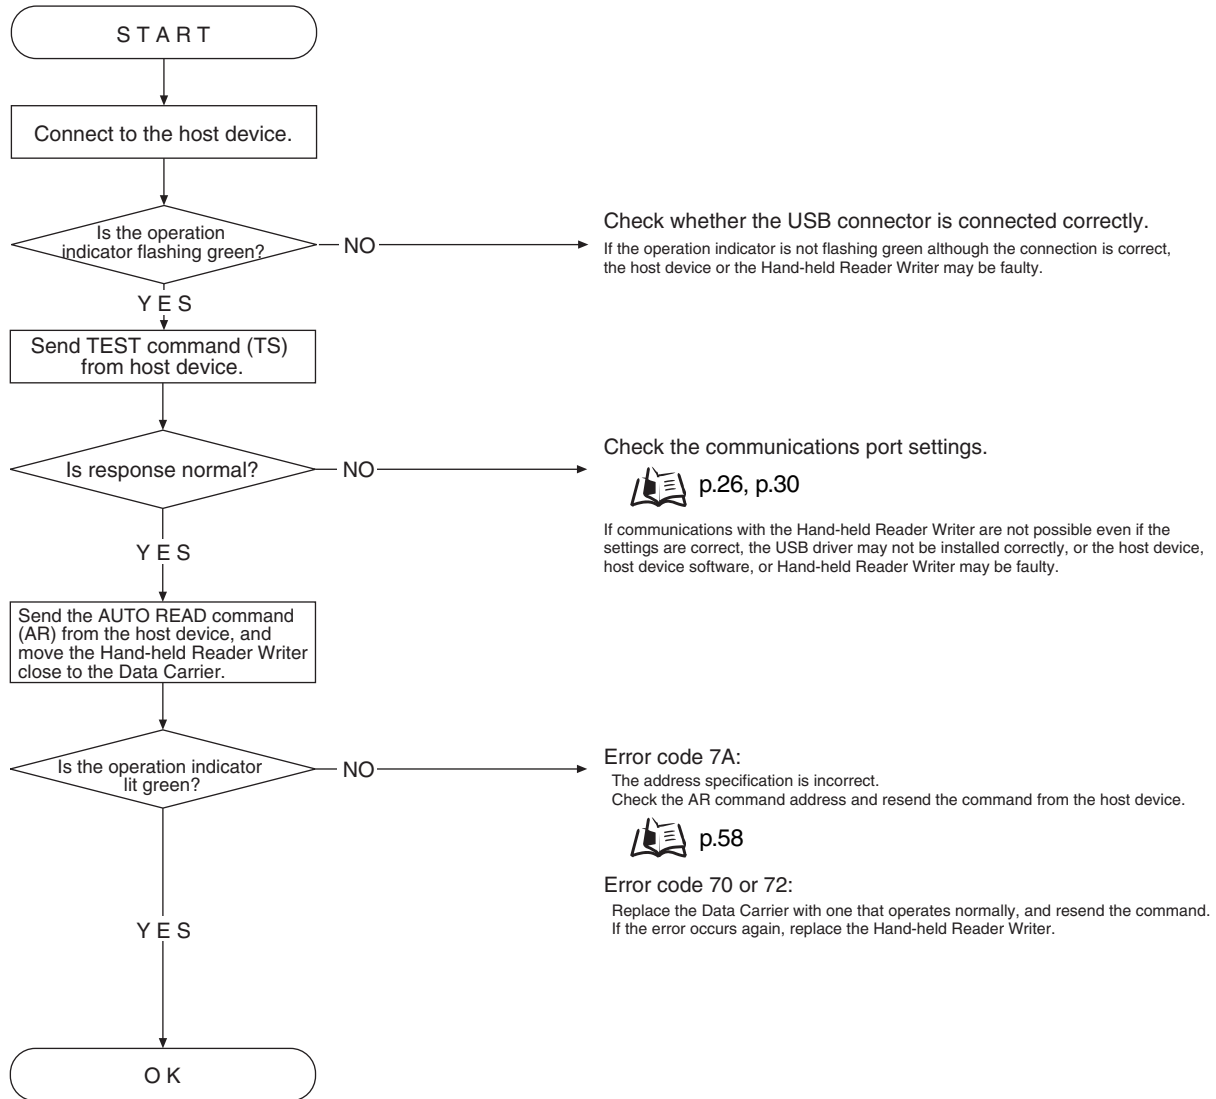 START
Connect to the host device.
Is the operation
indicator flashing green?
NO
Check whether the USB connector is connected correctly.
If the operation indicator is not flashing green although the connection is correct,
the host device or the Hand-held Reader Writer may be faulty.
YES
Send TEST command (TS)
from host device.
Is response normal?
NO
Check the communications port settings.
p.26, p.30
If communications with the Hand-held Reader Writer are not possible even if the
settings are correct, the USB driver may not be installed correctly, or the host device,
host device software, or Hand-held Reader Writer may be faulty.
YES
Send the AUTO READ command
(AR) from the host device, and
move the Hand-held Reader Writer
close to the Data Carrier.
Is the operation indicator
lit green?
NO
Error code 7A:
The address specification is incorrect.
Check the AR command address and resend the command from the host device.
p.58
Error code 70 or 72:
Replace the Data Carrier with one that operates normally, and resend the command.
If the error occurs again, replace the Hand-held Reader Writer.
YES
OK